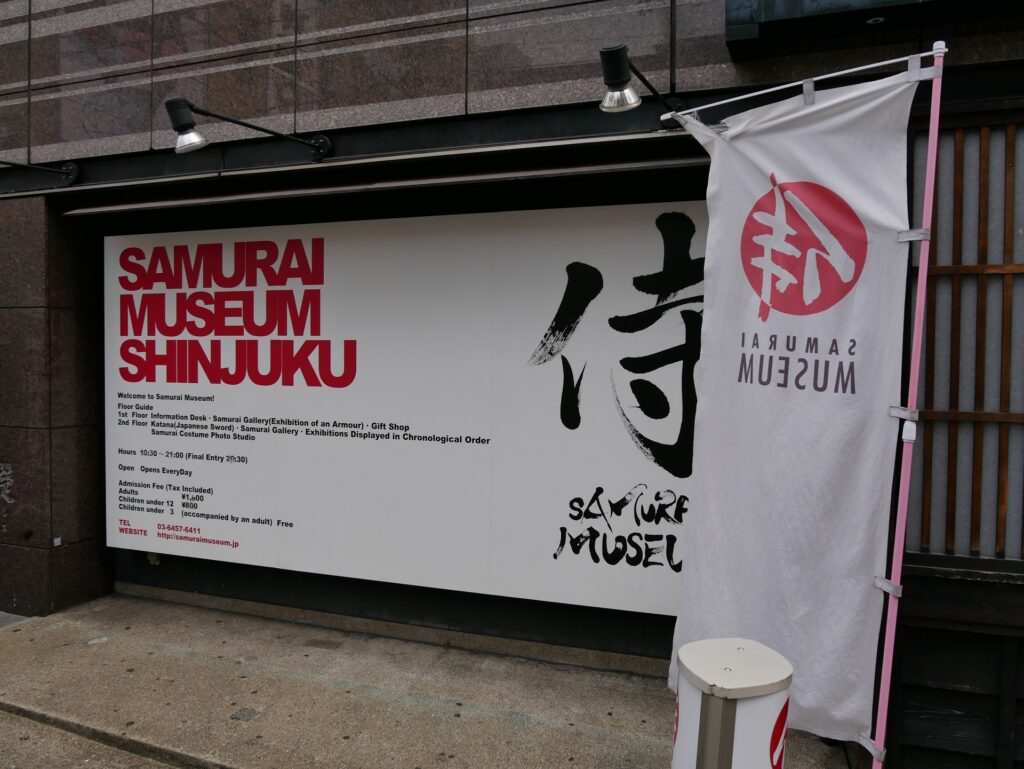 SAMURAI
MUSEUM
SHINJUKU
Welcome to Samurai Museum!
Floor Guide
1st Floor Information Desk・Samurai Gallery(Exhibition of an Armour)・Gift Shop
2nd Floor Katana(Japanese Sword)・Samurai Gallery・Exhibitions Displayed in Chronological Order
Samurai Costume Photo Studio
Hours 10:30 ～21:00 (Final Entry 20:30)
Open Opens EveryDay
Admission Fee (Tax Included)
Adults
Children under 12 ¥800
Children under 3 (accompanied by an adult) Free
TEL 03-6457-6411
WEBSITE http://samuraimuseum.jp
侍
SAMURA
MUSEU
侍
SAMURAI
MUSEUM